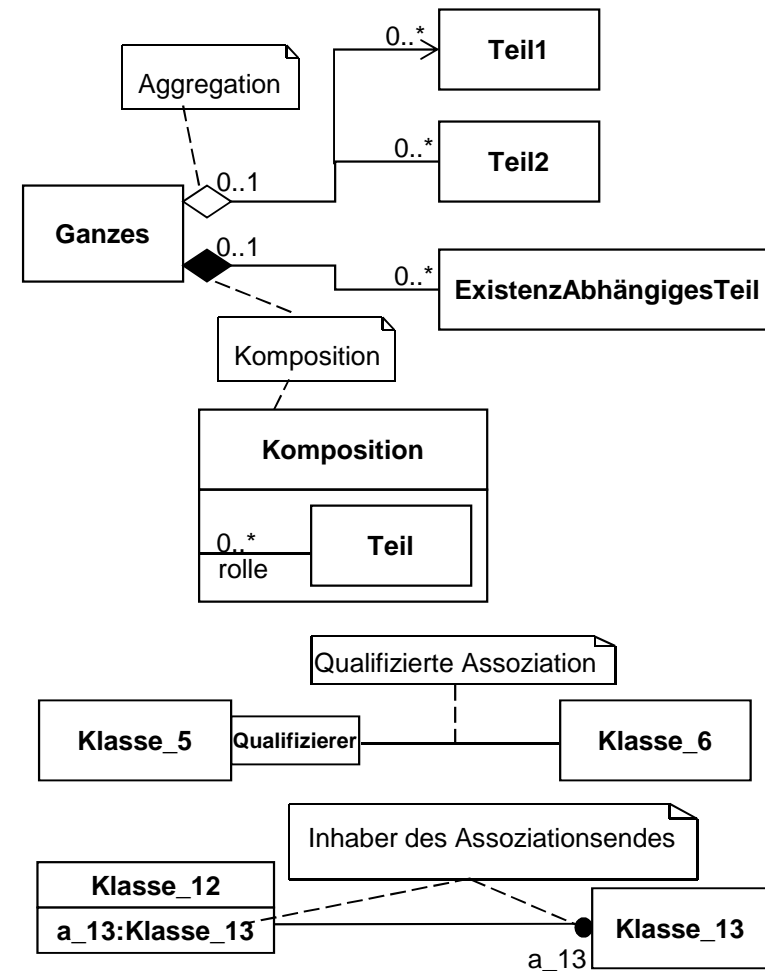 0..*
Teil1
Aggregation
0..*
Teil2
0..1
Ganzes
0..1
0..*
ExistenzAbhängigesTeil
Komposition
Komposition
0..*
Teil
rolle
Qualifizierte Assoziation
Klasse_5
Qualifizierer
Klasse_6
Inhaber des Assoziationsendes
Klasse_12
a_13:Klasse_13
Klasse_13
a_13